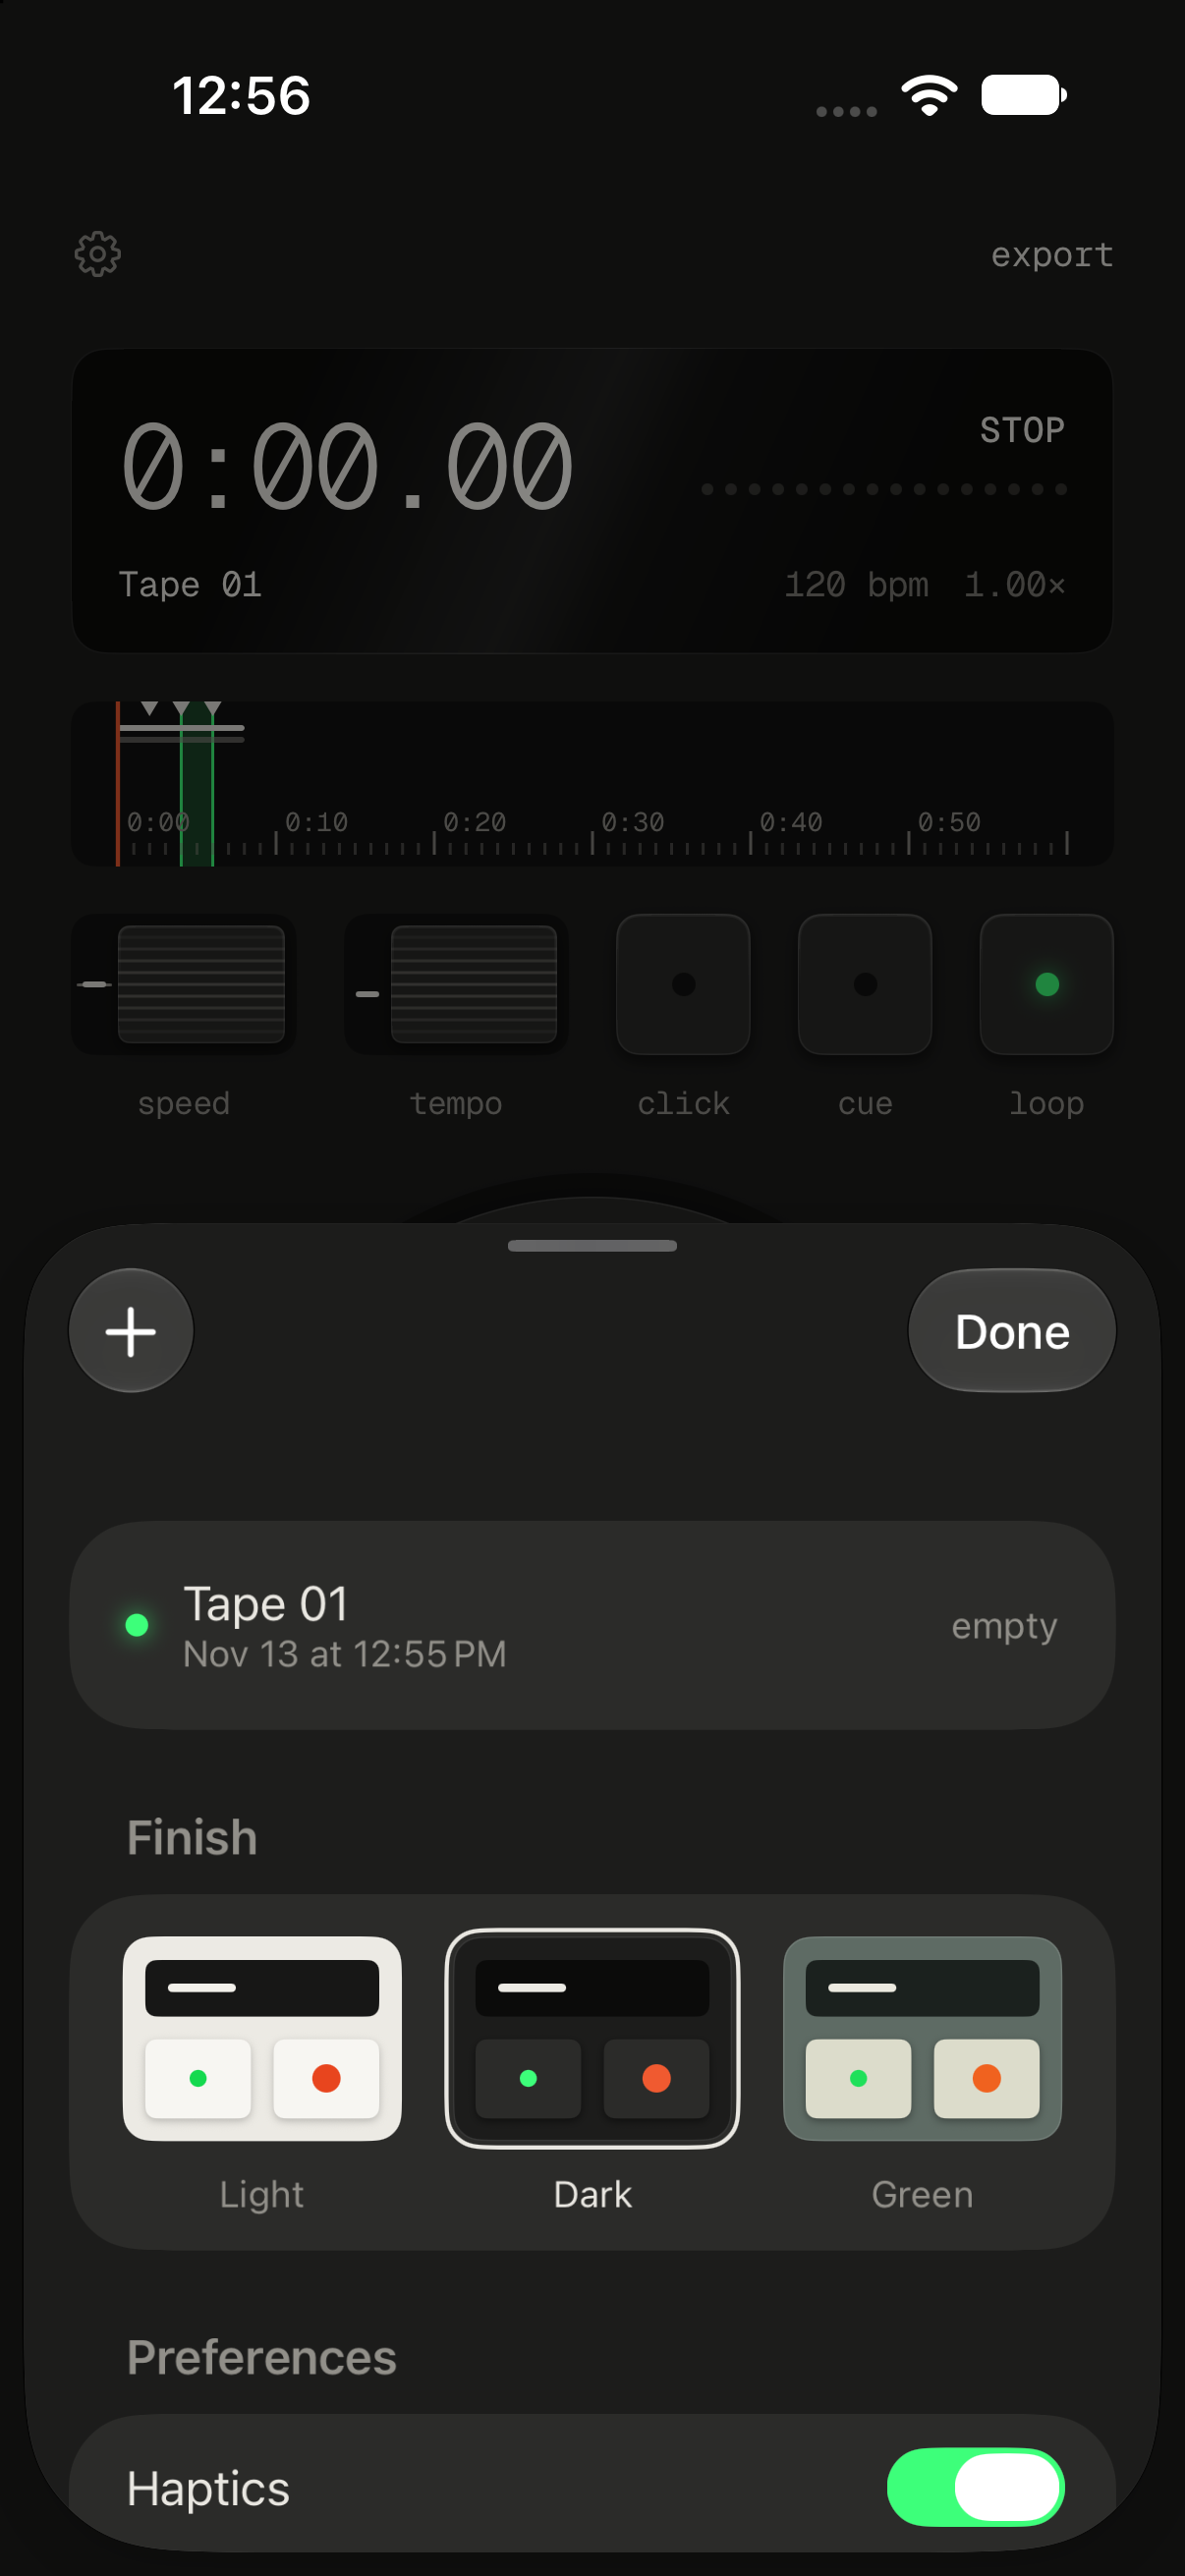 12:56
export
0:00.00
STOP
Tape 01
120 bpm 1.00×
0:00 0:10 0:20 0:30 0:40 0:50
speed tempo click cue loop
Done
Tape 01
Nov 13 at 12:55 PM
empty
Finish
Light Dark Green
Preferences
Haptics